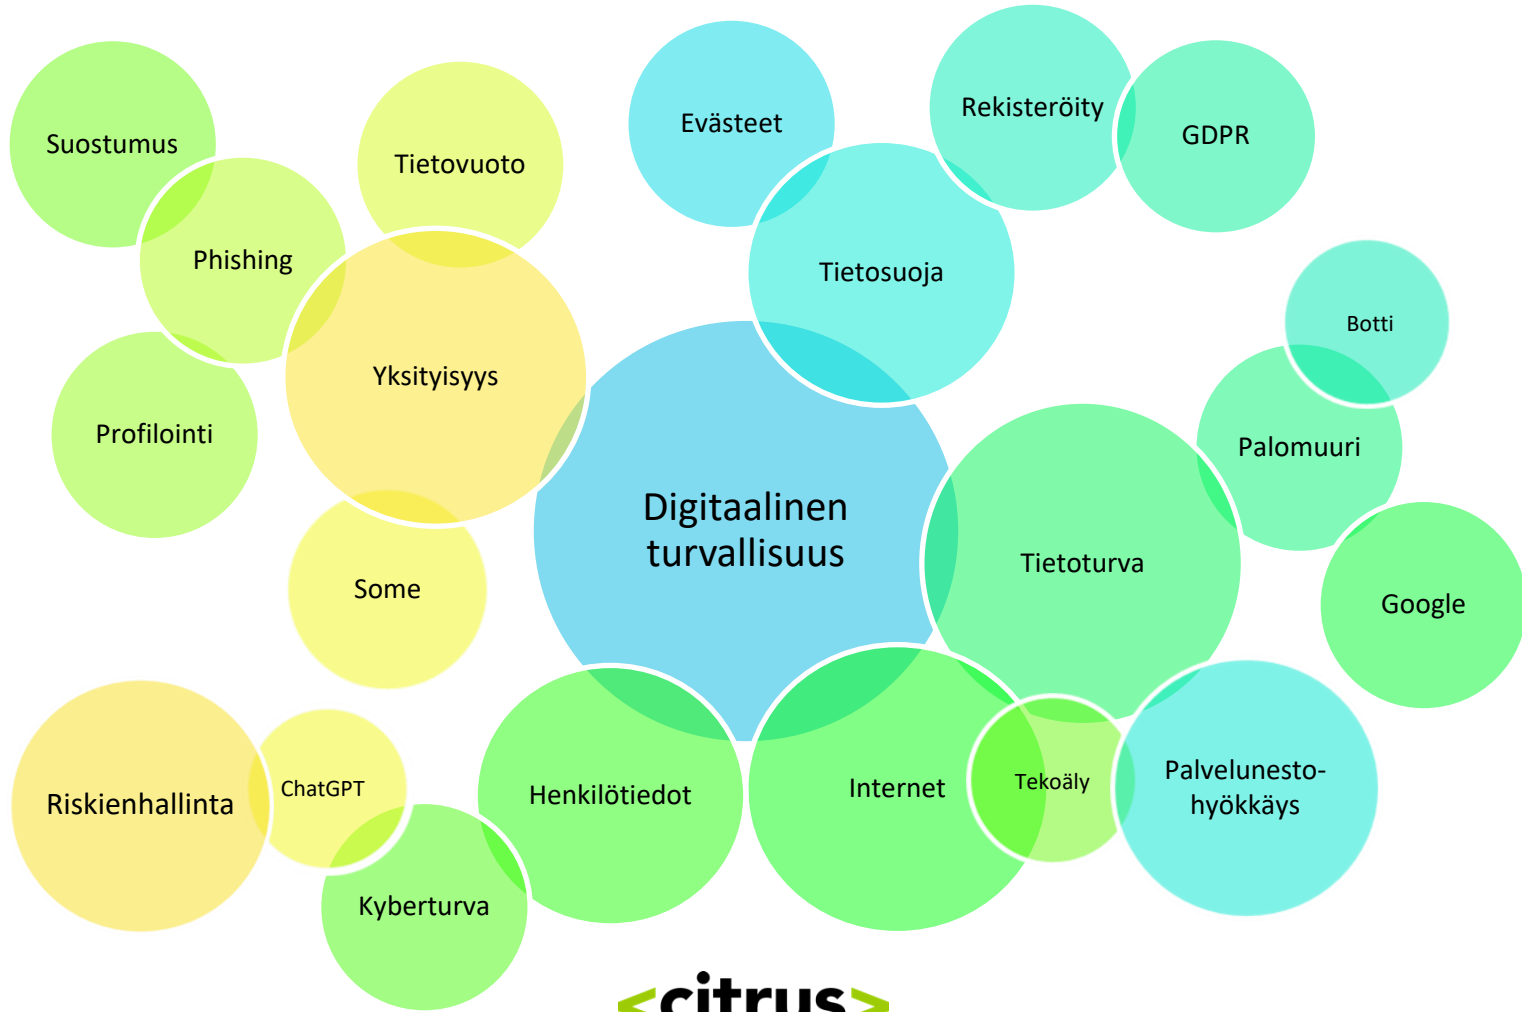 Suostumus
Tietovuoto
Evästeet
Rekisteröity
GDPR
Phishing
Tietosuoja
Botti
Yksityisyys
Profilointi
Palomuuri
Digitaalinen
turvallisuus
Tietoturva
Some
Google
Riskienhallinta
ChatGPT
Henkilötiedot
Internet
Tekoäly
Palvelunesto-
hyökkäys
Kyberturva
<citrus>